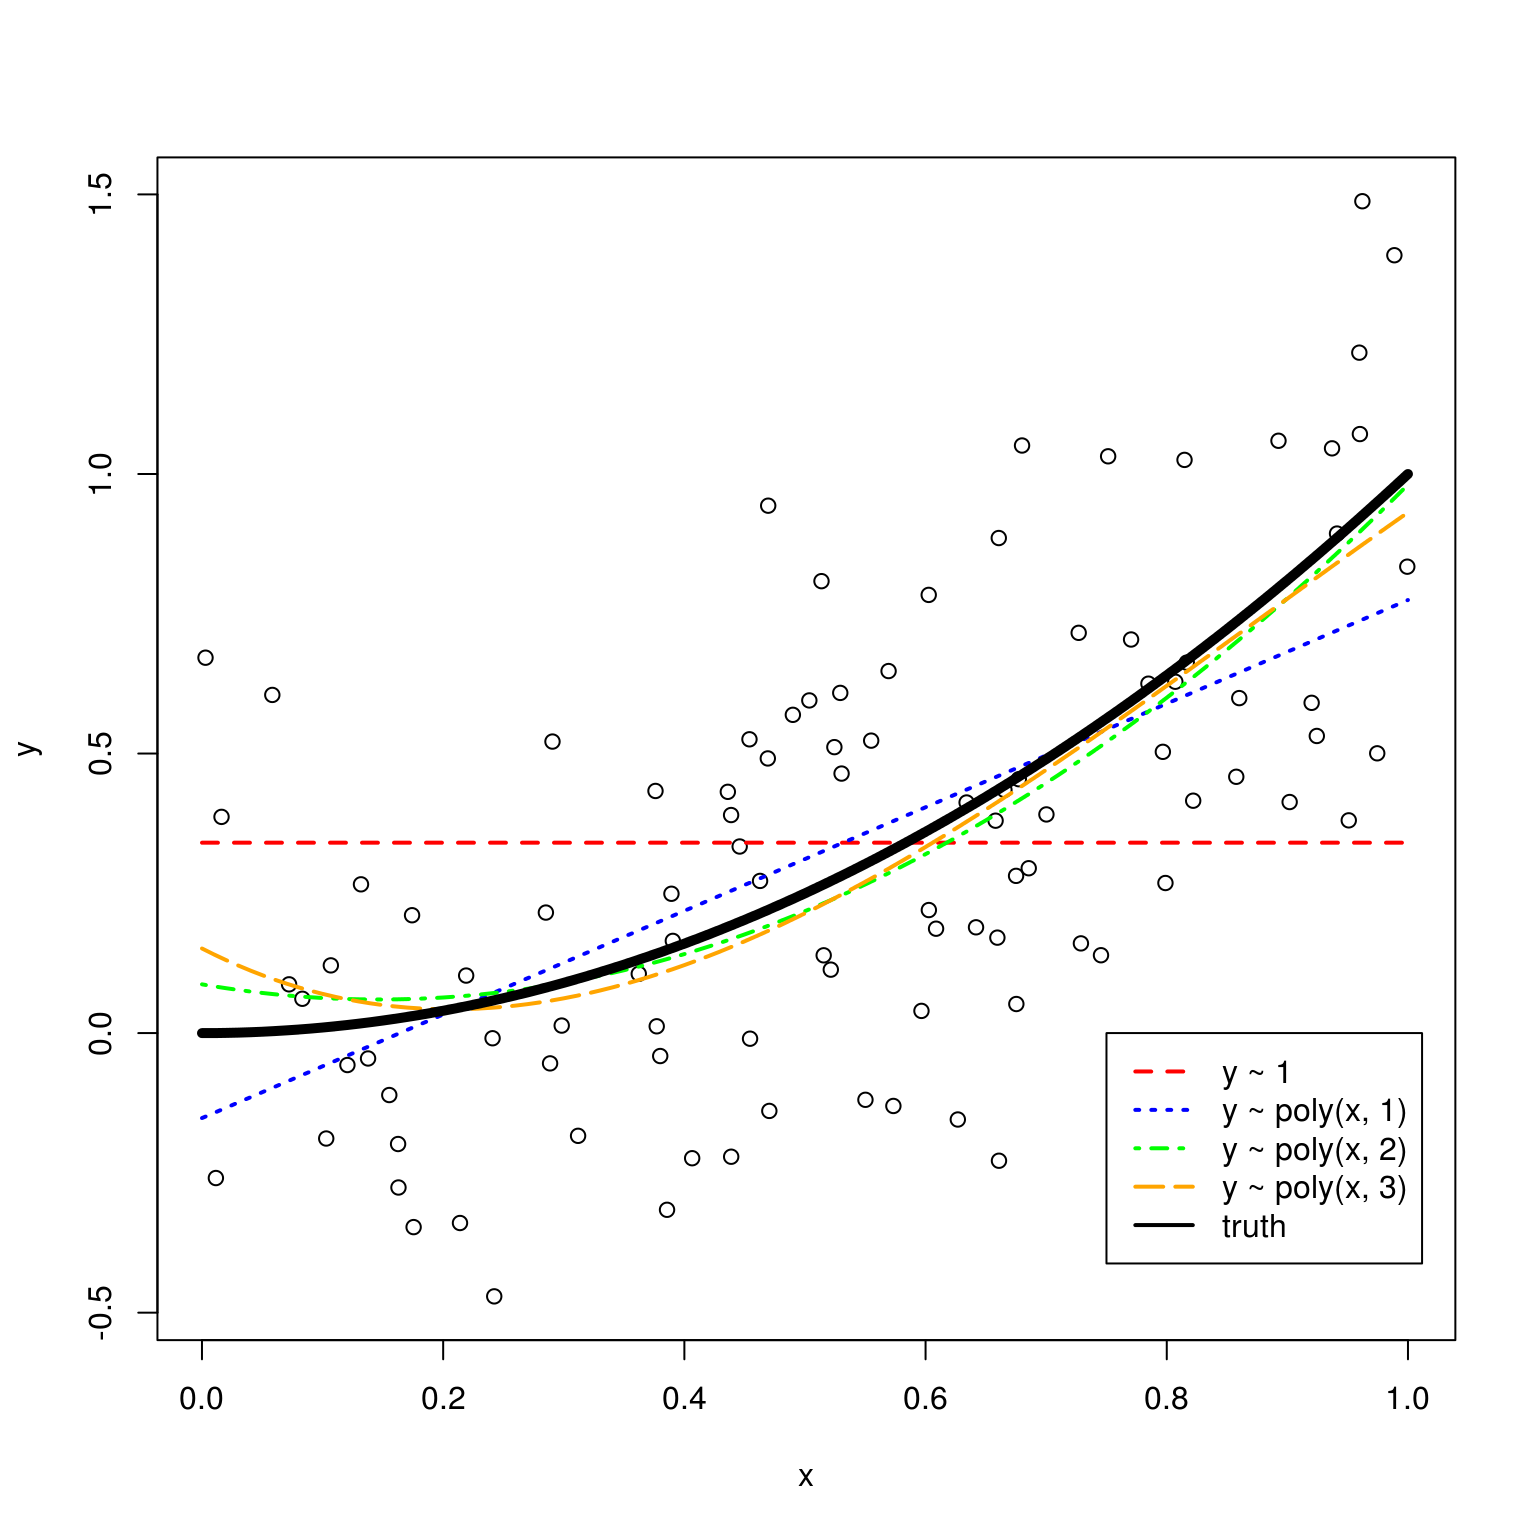 1.5
1.0
0.5
0.0
-0.5
y
0.0 0.2 0.4 0.6 0.8 1.0
x
y ~ 1
y ~ poly(x, 1)
y ~ poly(x, 2)
y ~ poly(x, 3)
truth